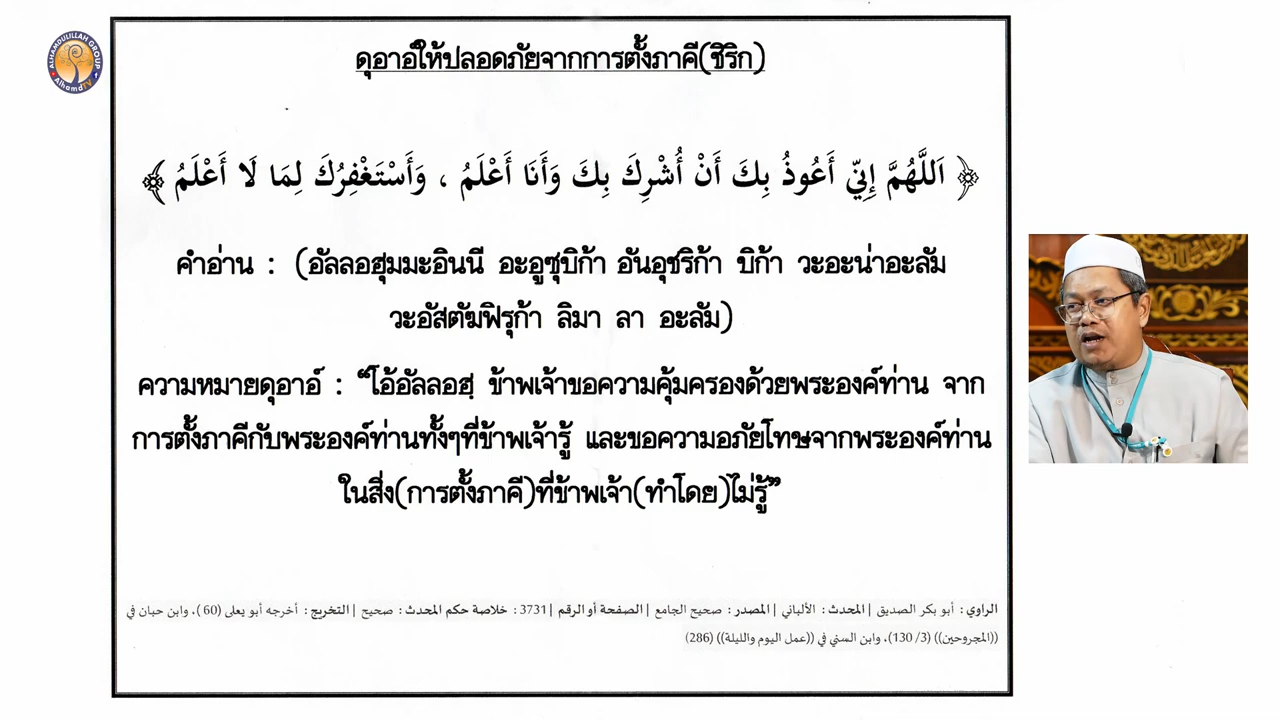 ALHAMDULILLAH GROUP
AlhamdTV
ดุอาอ์ให้ปลอดภัยจากการตั้งภาคี(ชิริก)
﴿ اَللَّهُمَّ إِنِّي أَعُوذُ بِكَ أَنْ أُشْرِكَ بِكَ وَأَنَا أَعْلَمُ ، وَأَسْتَغْفِرُكَ لِمَا لَا أَعْلَمُ ﴾
คำอ่าน : (อัลลอฮุมมะอินนี อะอูซุบิก้า อันอุชริก้า บิก้า วะอะน่าอะลัม
วะอัสตัฆฟิรุก้า ลิมา ลา อะลัม)
ความหมายดุอาอ์ : “โอ้อัลลอฮฺ ข้าพเจ้าขอความคุ้มครองด้วยพระองค์ท่าน จาก
การตั้งภาคีกับพระองค์ท่านทั้งๆที่ข้าพเจ้ารู้ และขอความอภัยโทษจากพระองค์ท่าน
ในสิ่ง(การตั้งภาคี)ที่ข้าพเจ้า(ทำโดย)ไม่รู้”
الراوي : أبو بكر الصديق | المحدث : الألباني | المصدر : صحيح الجامع | الصفحة أو الرقم | 3731 : خلاصة حكم المحدث : صحيح | التخريج : أخرجه أبو يعلى (60)، وابن حبان في
((المجروحين)) (3/ 130)، وابن السني في ((عمل اليوم والليلة)) (286)